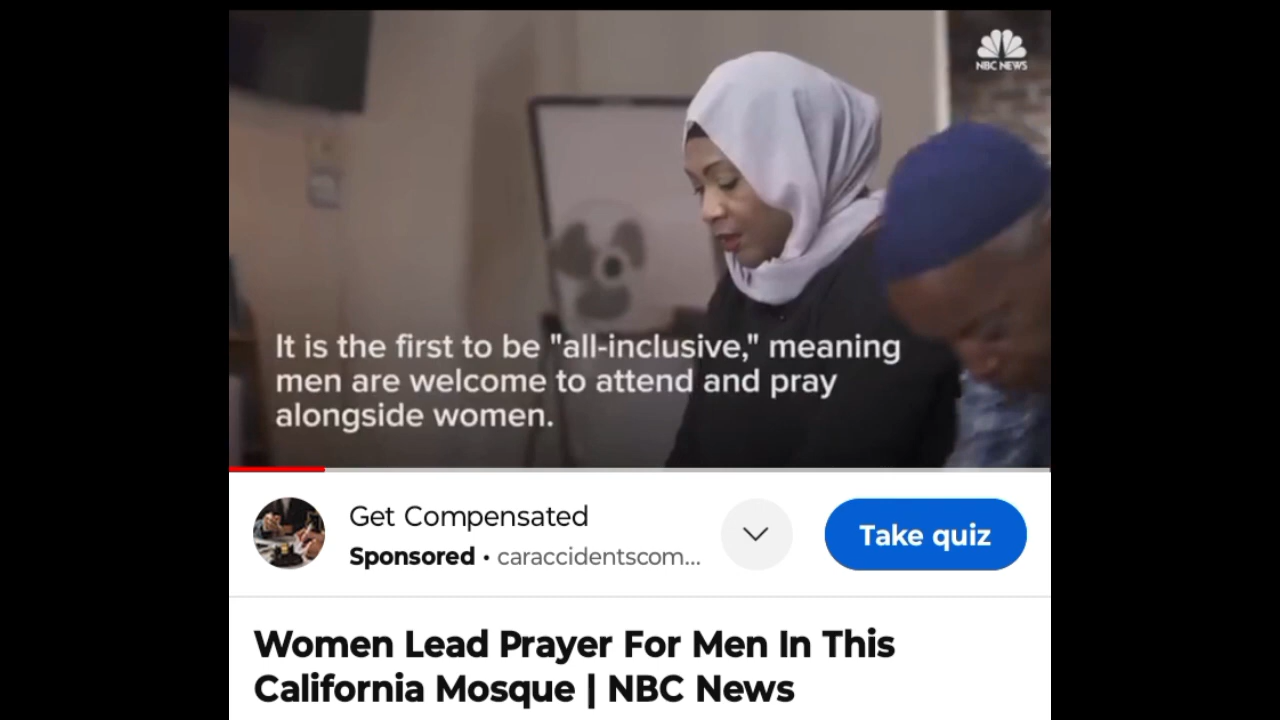 NBC NEWS
It is the first to be "all-inclusive," meaning
men are welcome to attend and pray
alongside women.
Get Compensated
Sponsored • caraccidentscom...
Take quiz
Women Lead Prayer For Men In This
California Mosque | NBC News